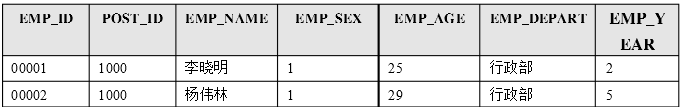 EMP_ID POST_ID EMP_NAME EMP_SEX EMP_AGE EMP_DEPART EMP_Y
EAR
00001 1000 李晓明 1 25 行政部 2
00002 1000 杨伟林 1 29 行政部 5